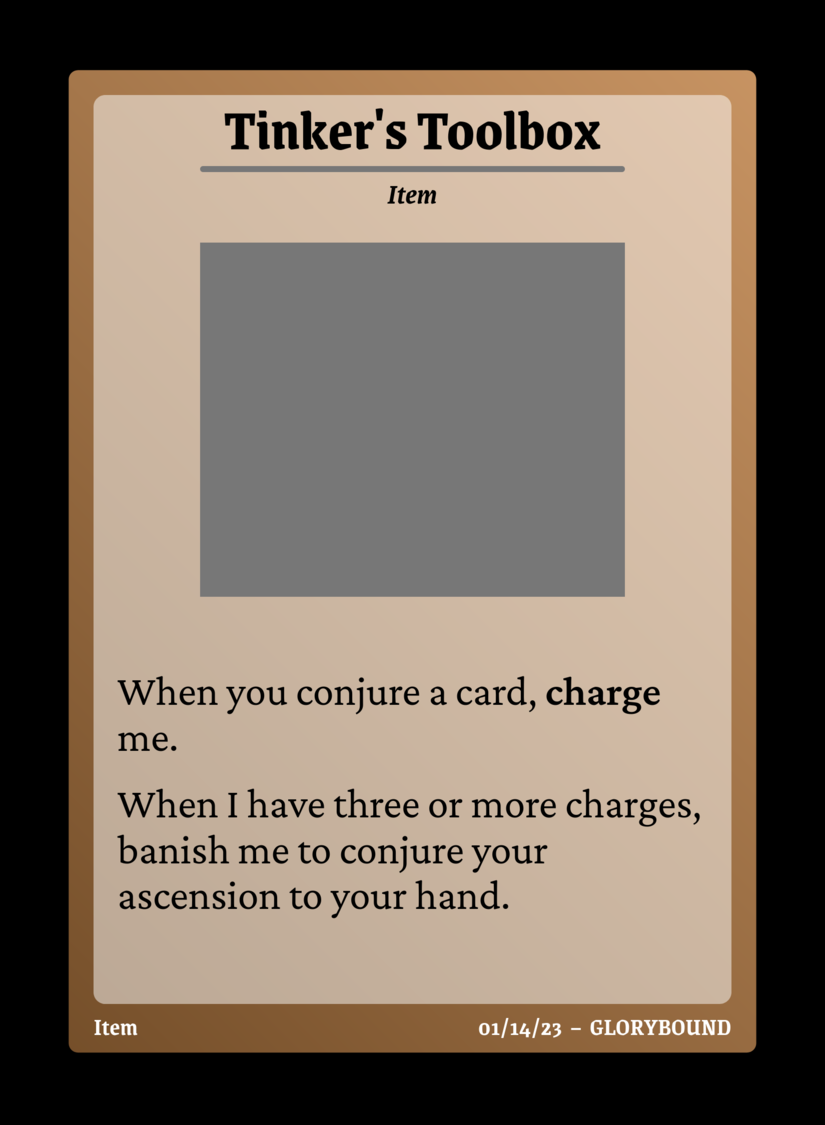 Tinker's Toolbox
Item
When you conjure a card, charge
me.
When I have three or more charges,
banish me to conjure your
ascension to your hand.
Item
01/14/23 – GLORYBOUND